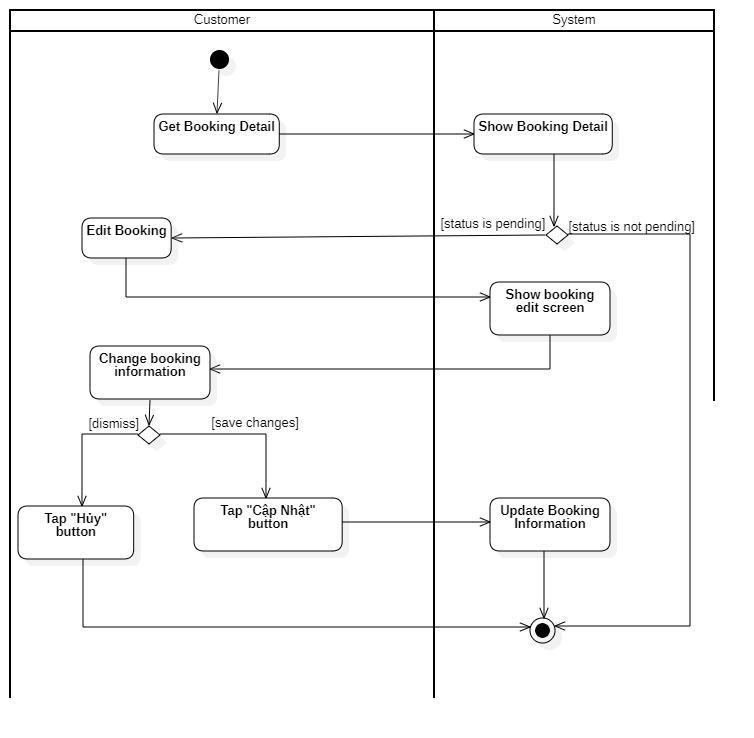 Customer
System
Get Booking Detail
Show Booking Detail
[status is pending]
[status is not pending]
Edit Booking
Show booking
edit screen
Change booking
information
[dismiss]
[save changes]
Tap "Hủy"
button
Tap "Cập Nhật"
button
Update Booking
Information